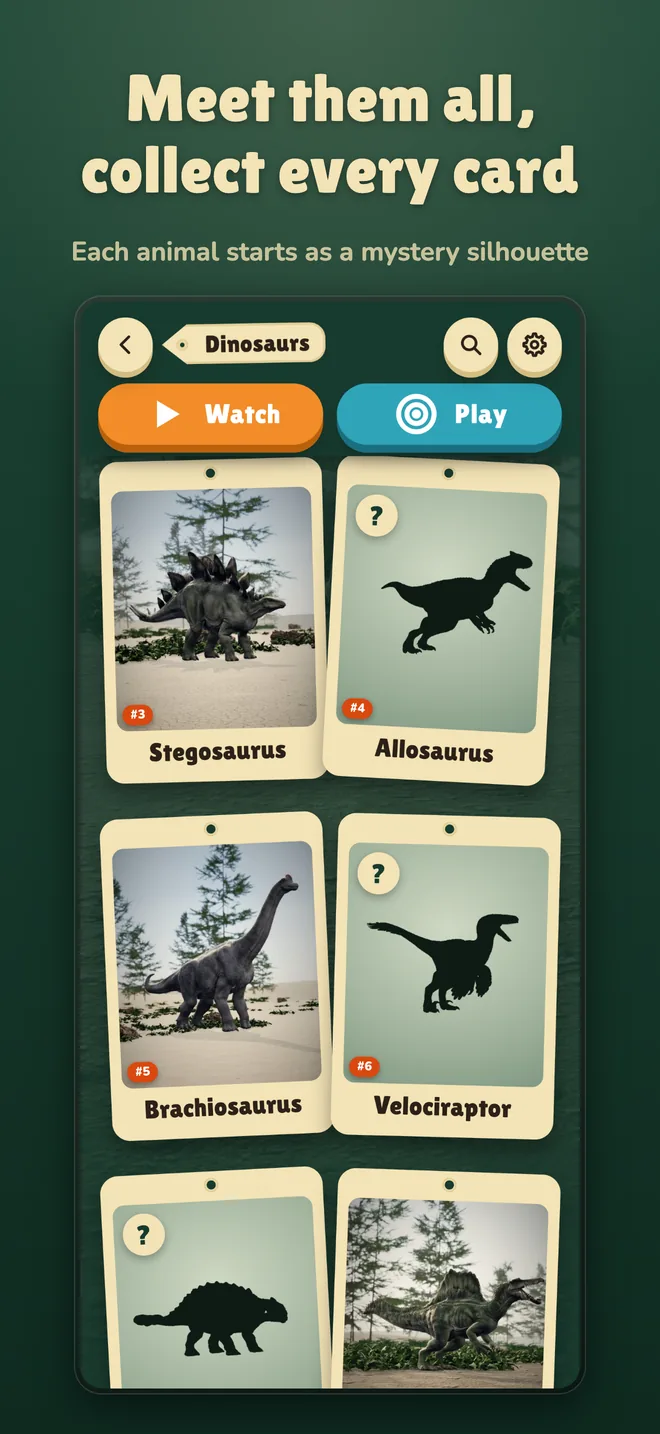 Meet them all,
collect every card
Each animal starts as a mystery silhouette
Dinosaurs
Watch
Play
?
#3
#4
Stegosaurus
Allosaurus
?
#5
#6
Brachiosaurus
Velociraptor
?